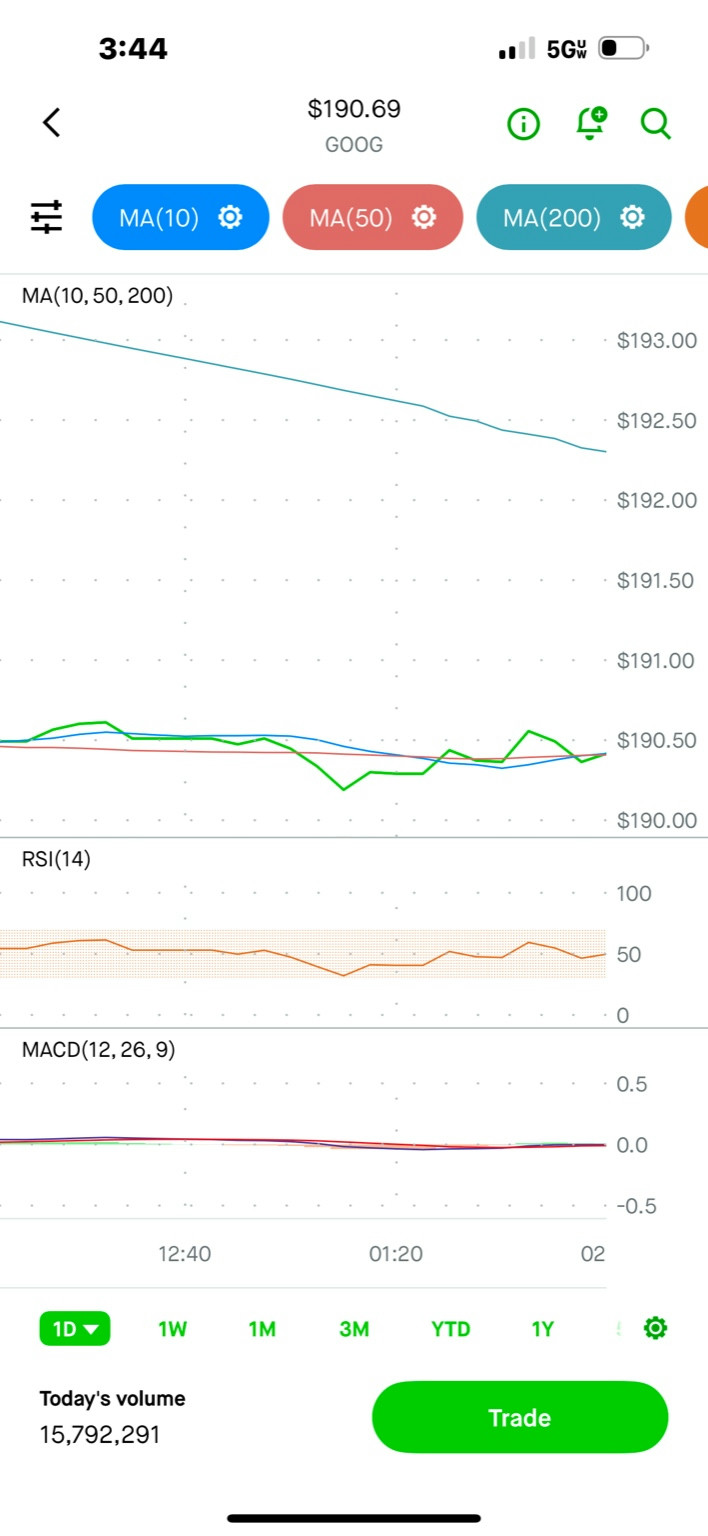 3:44
5GUW
$190.69
GOOG
MA(10)
MA(50)
MA(200)
MA(10, 50, 200)
$193.00
$192.50
$192.00
$191.50
$191.00
$190.50
$190.00
RSI(14)
100
50
0
MACD(12, 26, 9)
0.5
0.0
-0.5
12:40 01:20 02
1D 1W 1M 3M YTD 1Y
Today's volume
15,792,291
Trade